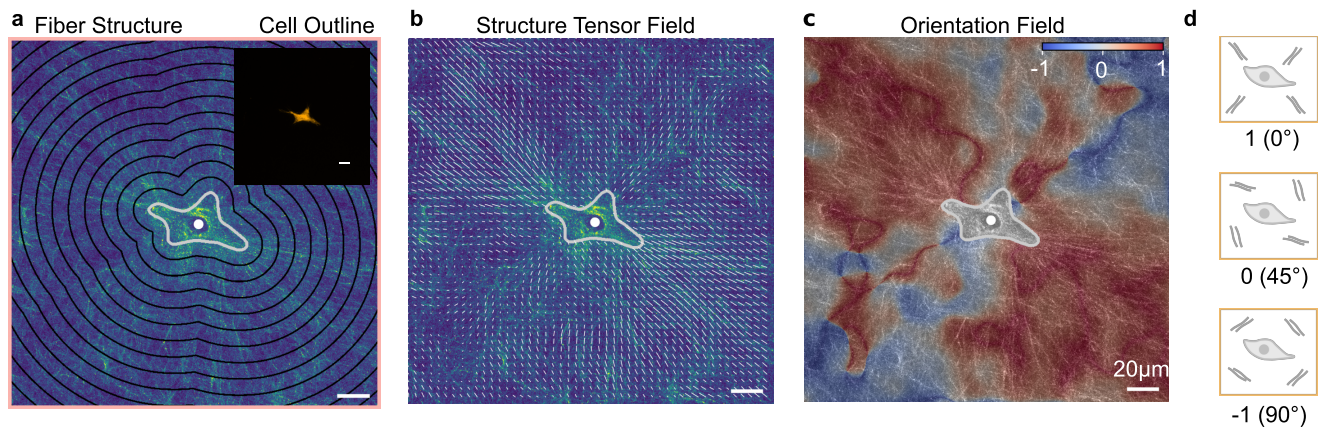 a Fiber Structure Cell Outline
b Structure Tensor Field
c Orientation Field
-1 0 1
20μm
d
1 (0°)
0 (45°)
-1 (90°)